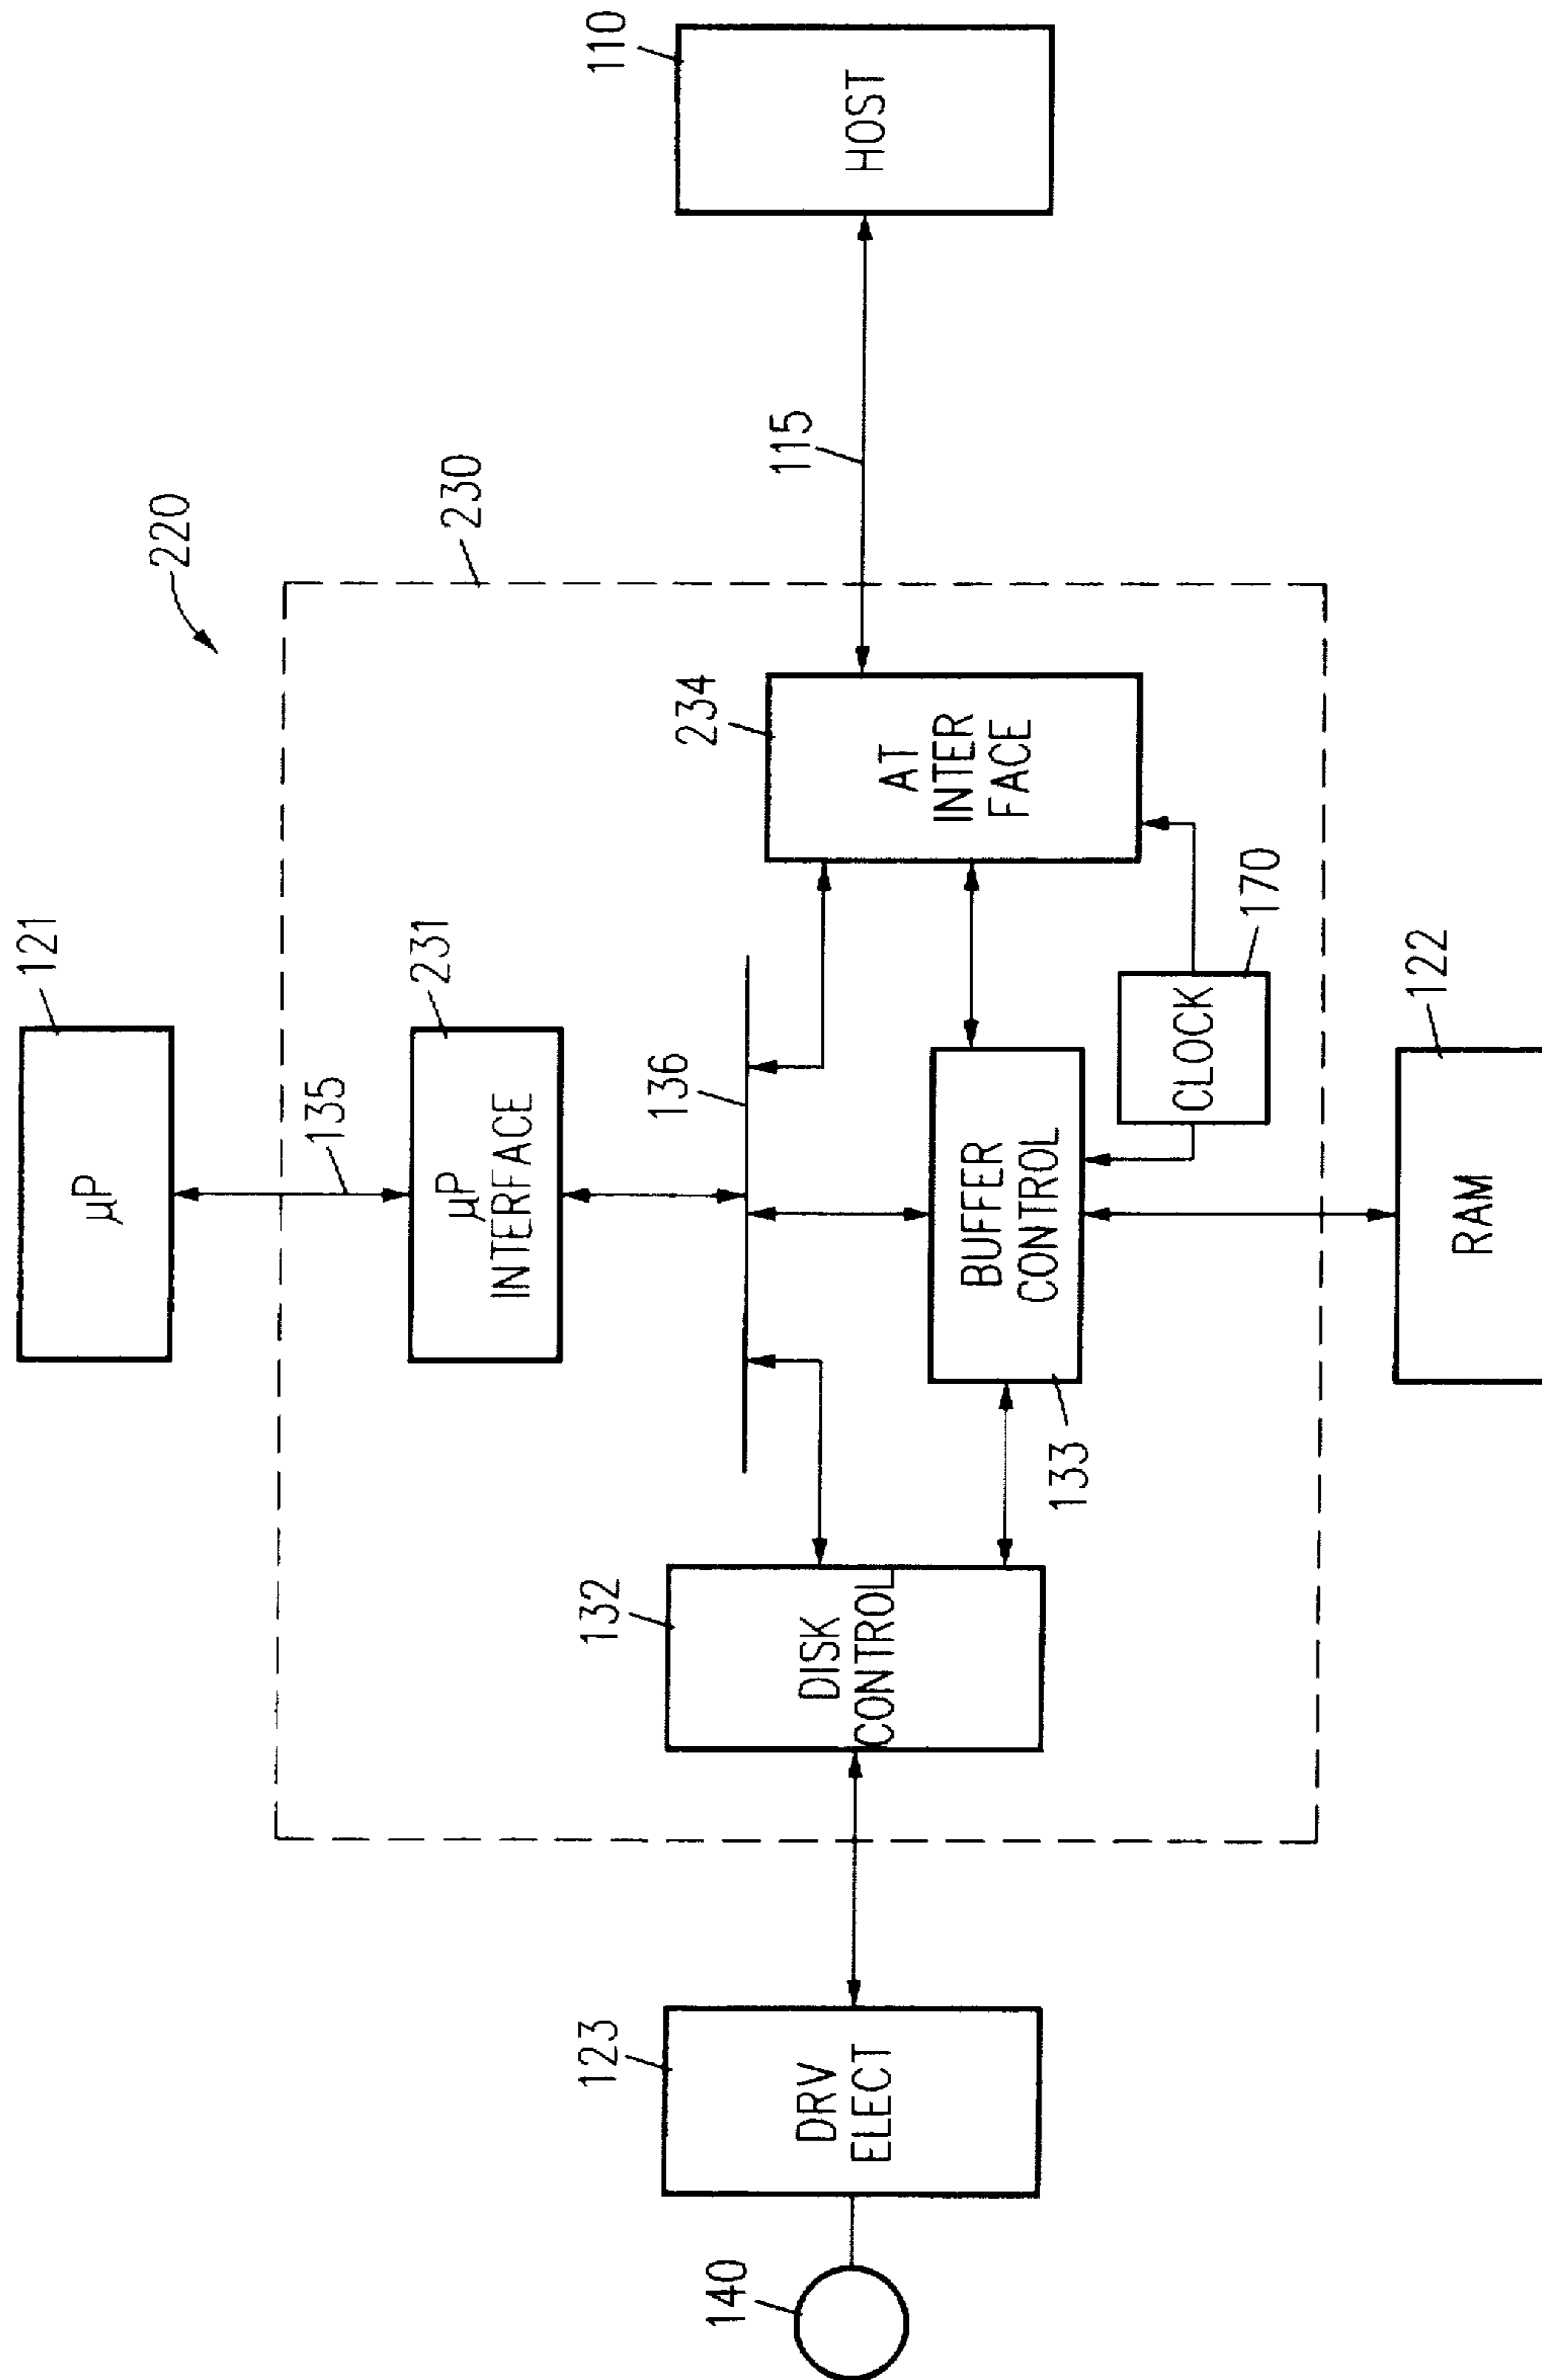 220
121
µP
135
230
231
µP
INTERFACE
136
140
123
DRV
ELECT
132
DISK
CONTROL
133
BUFFER
CONTROL
234
AT
INTER
FACE
115
110
HOST
CLOCK
170
122
RAM